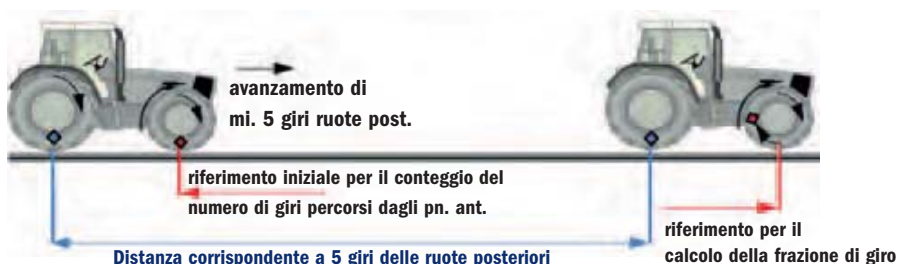 avanzamento di
mi. 5 giri ruote post.
riferimento iniziale per il conteggio del
numero di giri percorsi dagli pn. ant.
riferimento per il
calcolo della frazione di giro
Distanza corrispondente a 5 giri delle ruote posteriori